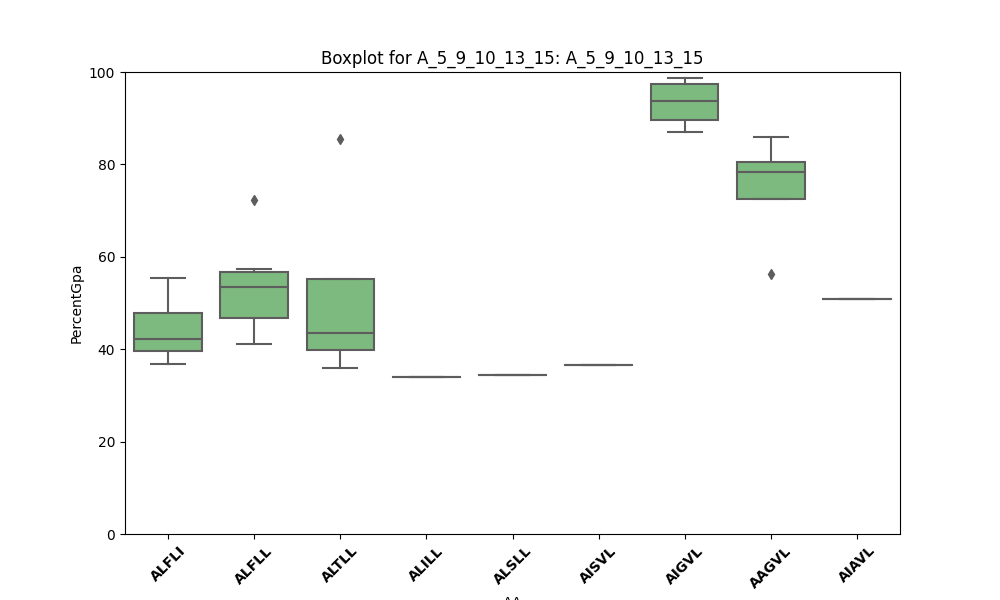 Boxplot for A_5_9_10_13_15: A_5_9_10_13_15
100
80
60
40
20
0
PercentGpa
ALFLI
ALFLL
ALTLL
ALILL
ALSLL
AISVL
AIGVL
AAGVL
AIAVL